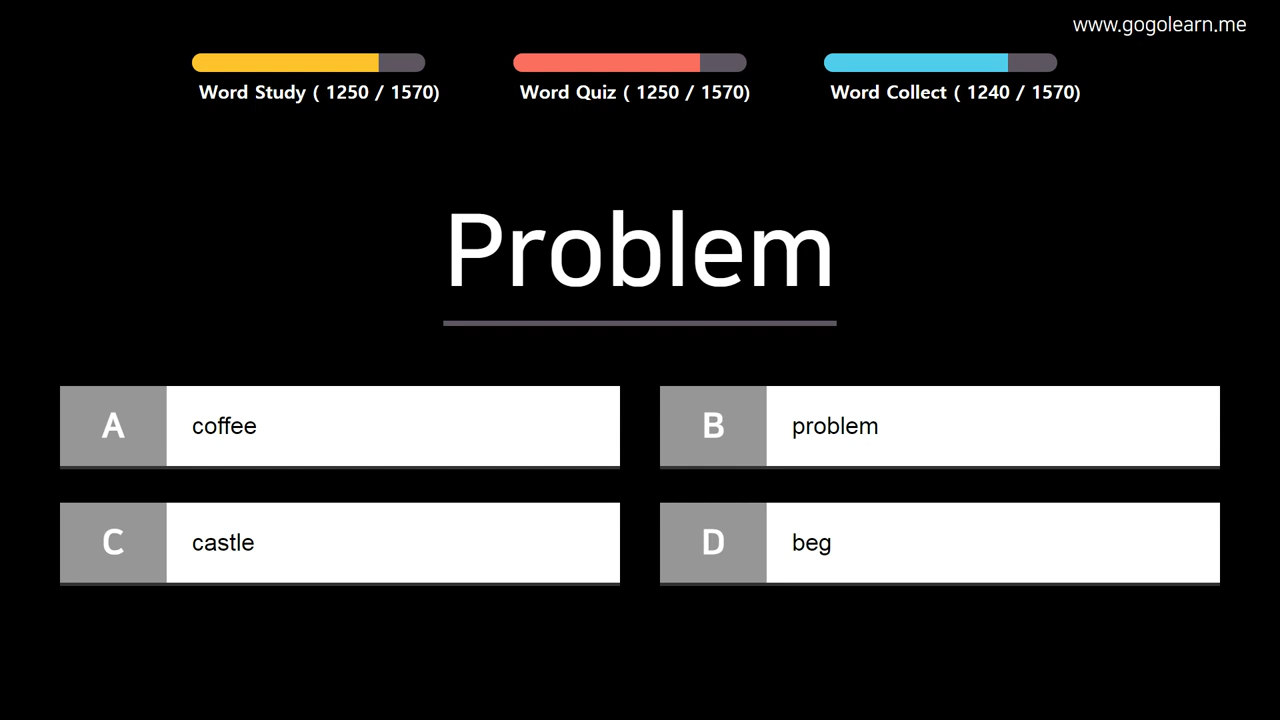 www.gogolearn.me
Word Study ( 1250 / 1570)
Word Quiz ( 1250 / 1570)
Word Collect ( 1240 / 1570)
Problem
A coffee
B problem
C castle
D beg